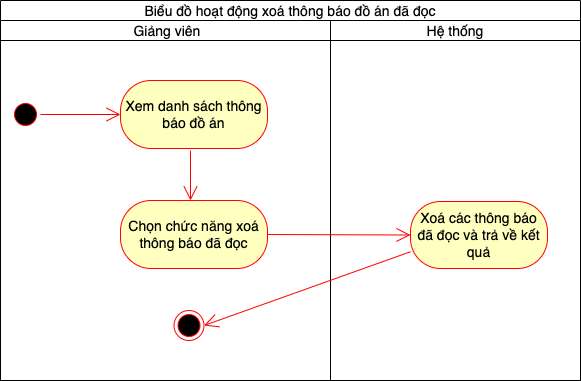 Biểu đồ hoạt động xoá thông báo đồ án đã đọc
Giảng viên
Hệ thống
Xem danh sách thông
báo đồ án
Chọn chức năng xoá
thông báo đã đọc
Xoá các thông báo
đã đọc và trả về kết
quả